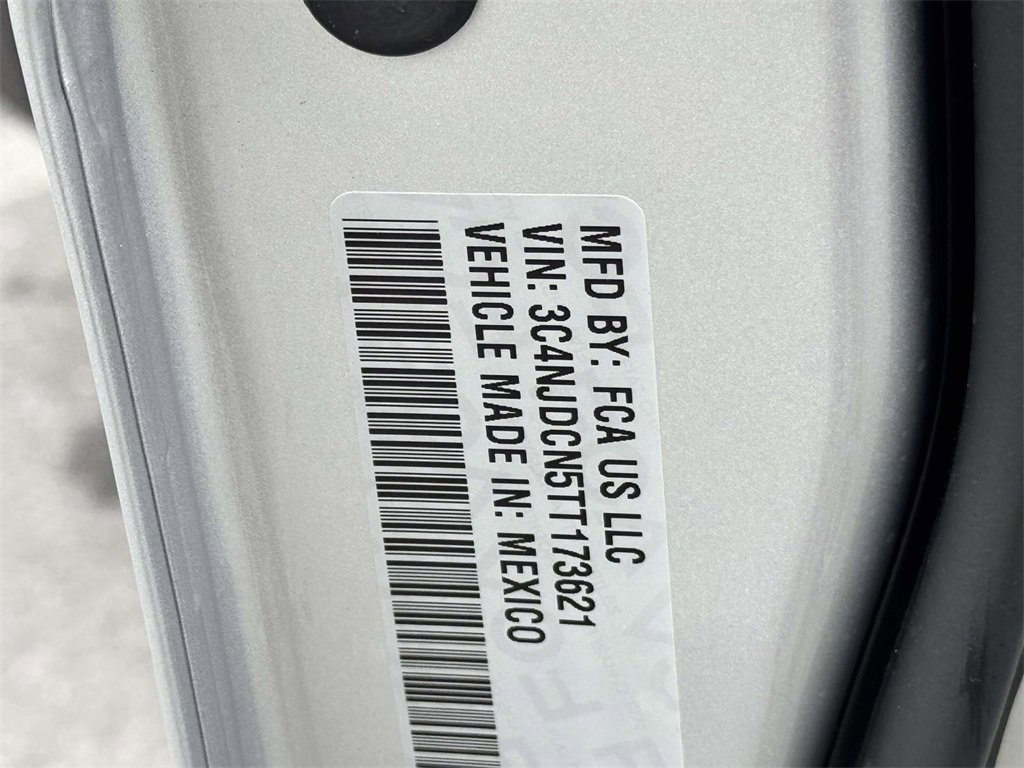 MFD BY: FCA US LLC
VIN: 3C4NJDCN5TT173621
VEHICLE MADE IN: MEXICO